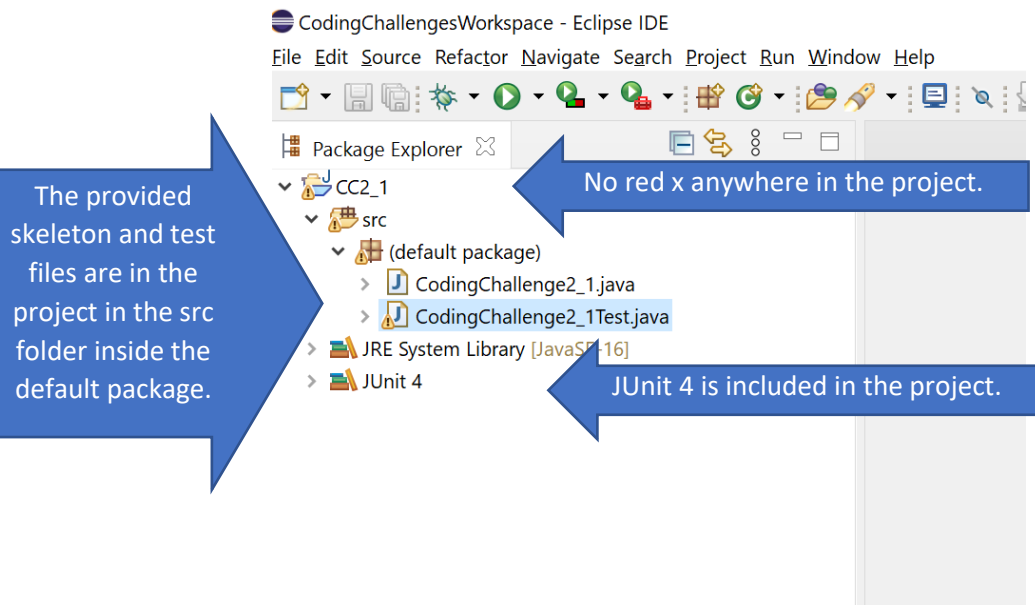 CodingChallengesWorkspace - Eclipse IDE
File Edit Source Refactor Navigate Search Project Run Window Help
Package Explorer
CC2_1
src
(default package)
CodingChallenge2_1.java
CodingChallenge2_1Test.java
JRE System Library [JavaSE-16]
JUnit 4
The provided
skeleton and test
files are in the
project in the src
folder inside the
default package.
No red x anywhere in the project.
JUnit 4 is included in the project.